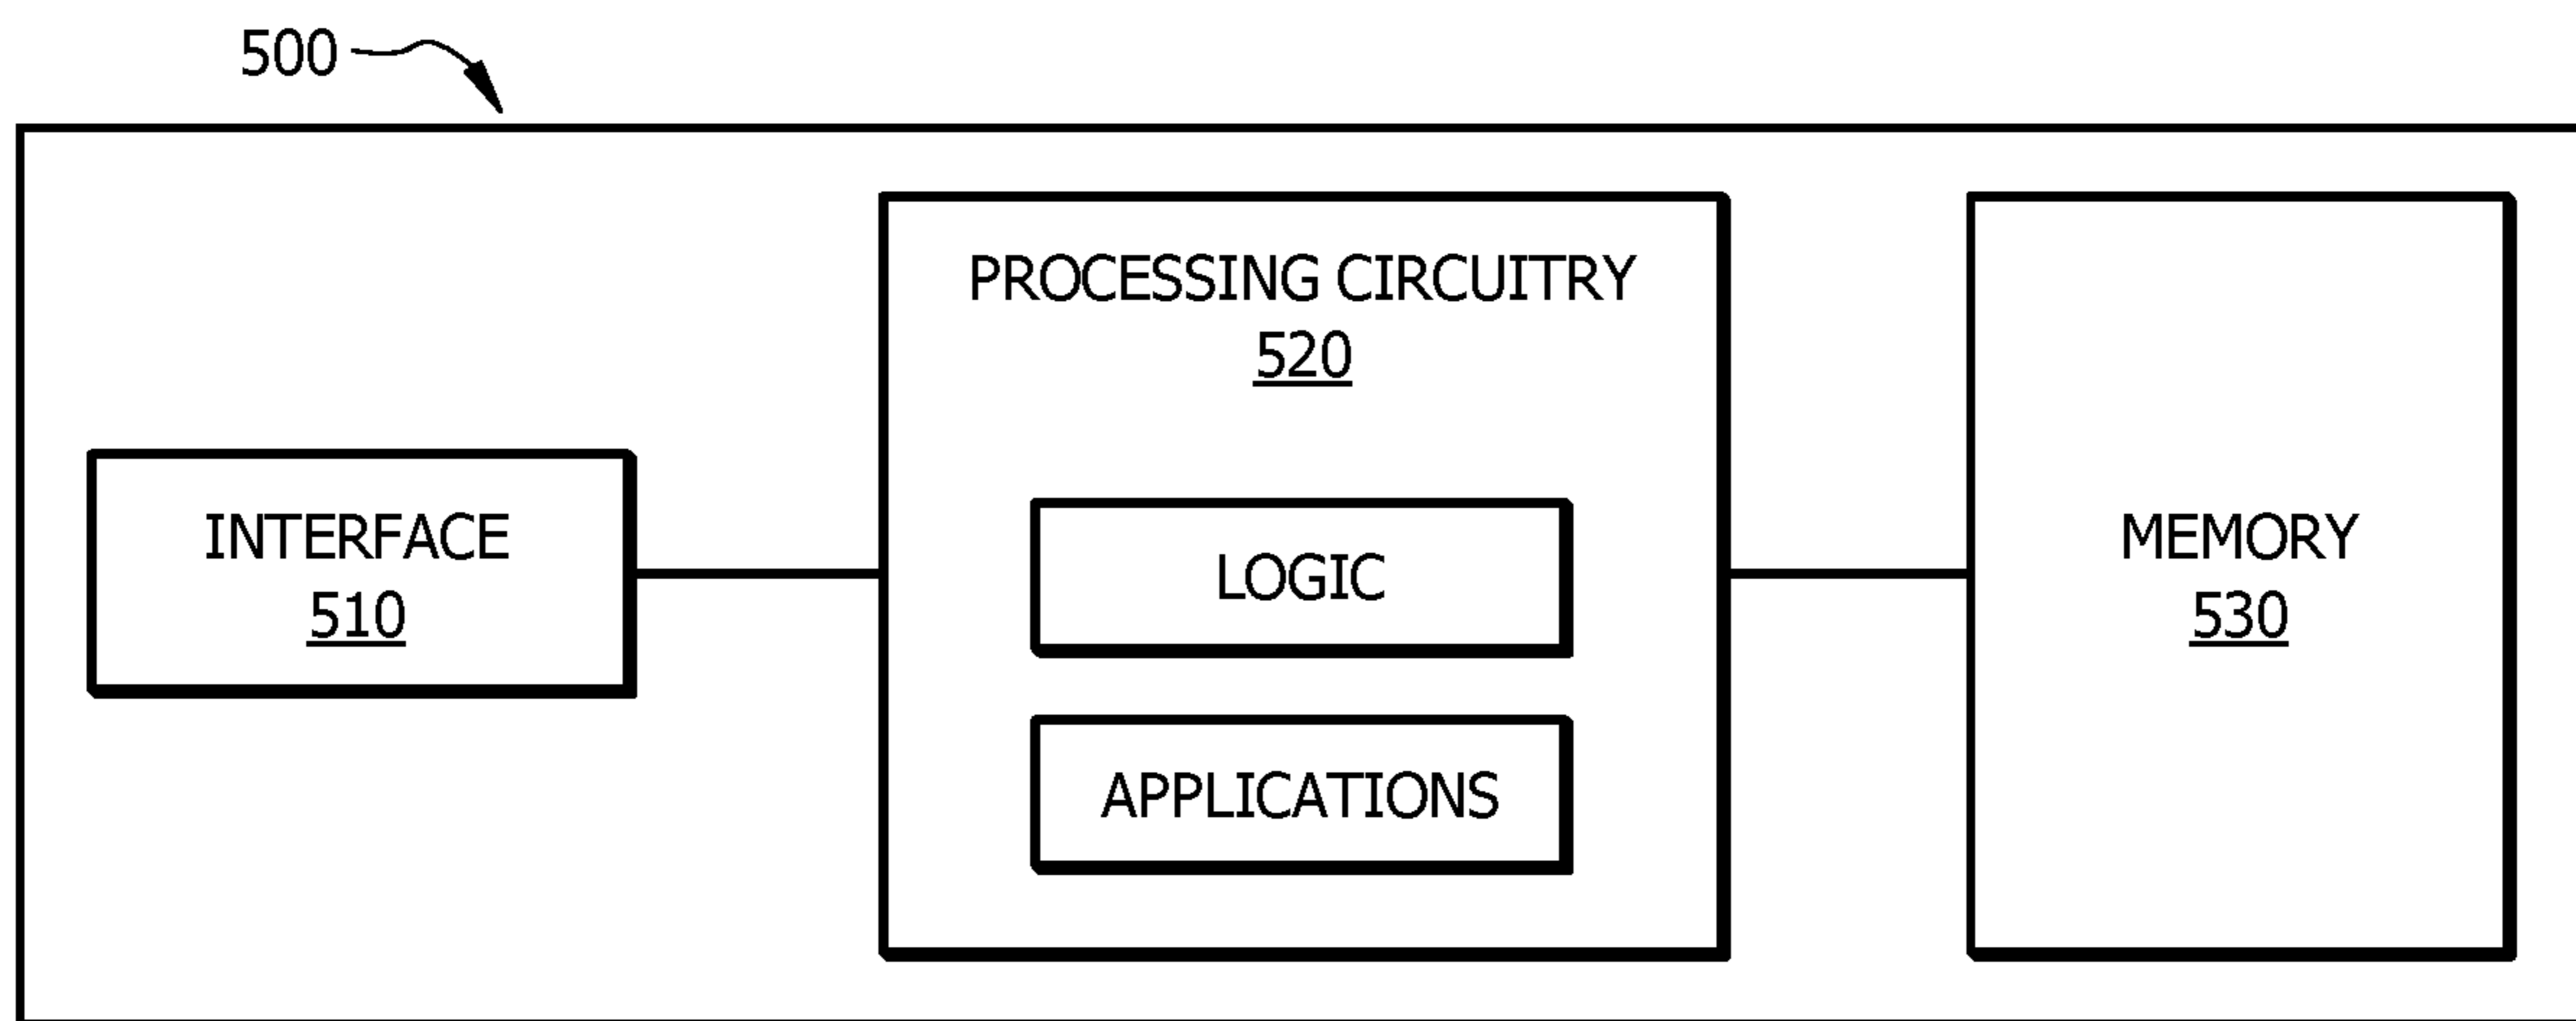 500
PROCESSING CIRCUITRY
520
INTERFACE
510
LOGIC
APPLICATIONS
MEMORY
530